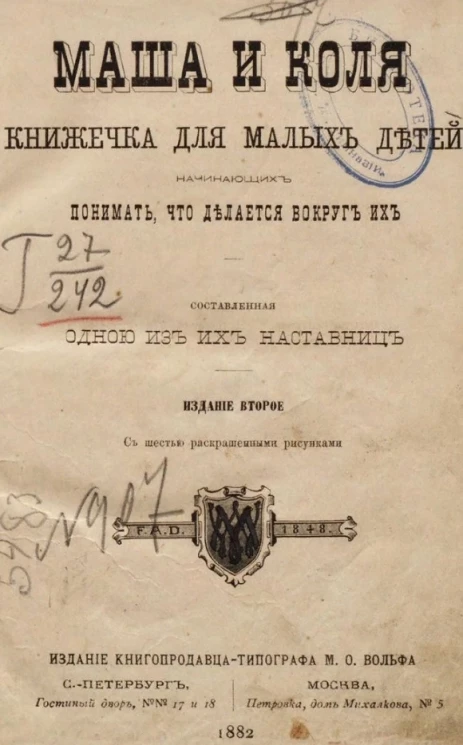 МАША И КОЛЯ
КНИЖЕЧКА ДЛЯ МАЛЫХЪ ДѢТЕЙ
НАЧИНАЮЩИХЪ
ПОНИМАТЬ, ЧТО ДѢЛАЕТСЯ ВОКРУГЪ ИХЪ
Г 27
242
СОСТАВЛЕННАЯ
ОДНОЮ ИЗЪ ИХЪ НАСТАВНИЦЪ
ИЗДАНІЕ ВТОРОЕ
Съ шестью раскрашенными рисунками
№ 907
F.A.D. 1848.
ИЗДАНІЕ КНИГОПРОДАВЦА-ТИПОГРАФА М. О. ВОЛЬФА
С.-ПЕТЕРБУРГЪ, МОСКВА,
Гостиный дворъ, №№ 17 и 18 Петровка, домъ Михалкова, № 5
1882